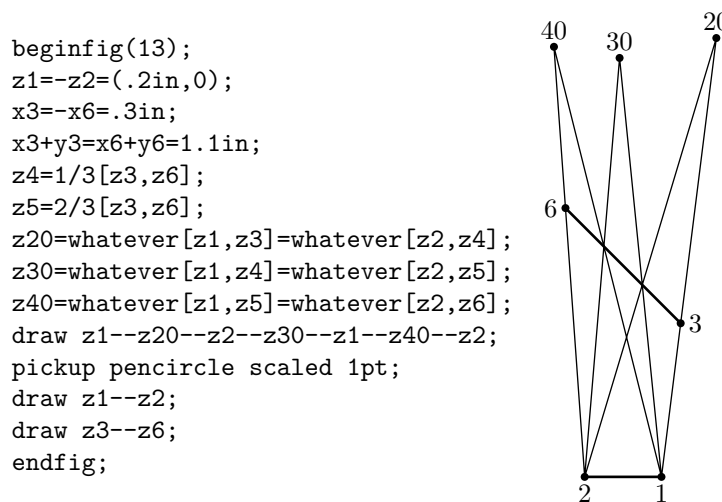 beginfig(13);
z1=-z2=(.2in,0);
x3=-x6=.3in;
x3+y3=x6+y6=1.1in;
z4=1/3[z3,z6];
z5=2/3[z3,z6];
z20=whatever[z1,z3]=whatever[z2,z4];
z30=whatever[z1,z4]=whatever[z2,z5];
z40=whatever[z1,z5]=whatever[z2,z6];
draw z1--z20--z2--z30--z1--z40--z2;
pickup pencircle scaled 1pt;
draw z1--z2;
draw z3--z6;
endfig;
40
30
20
6
3
2
1